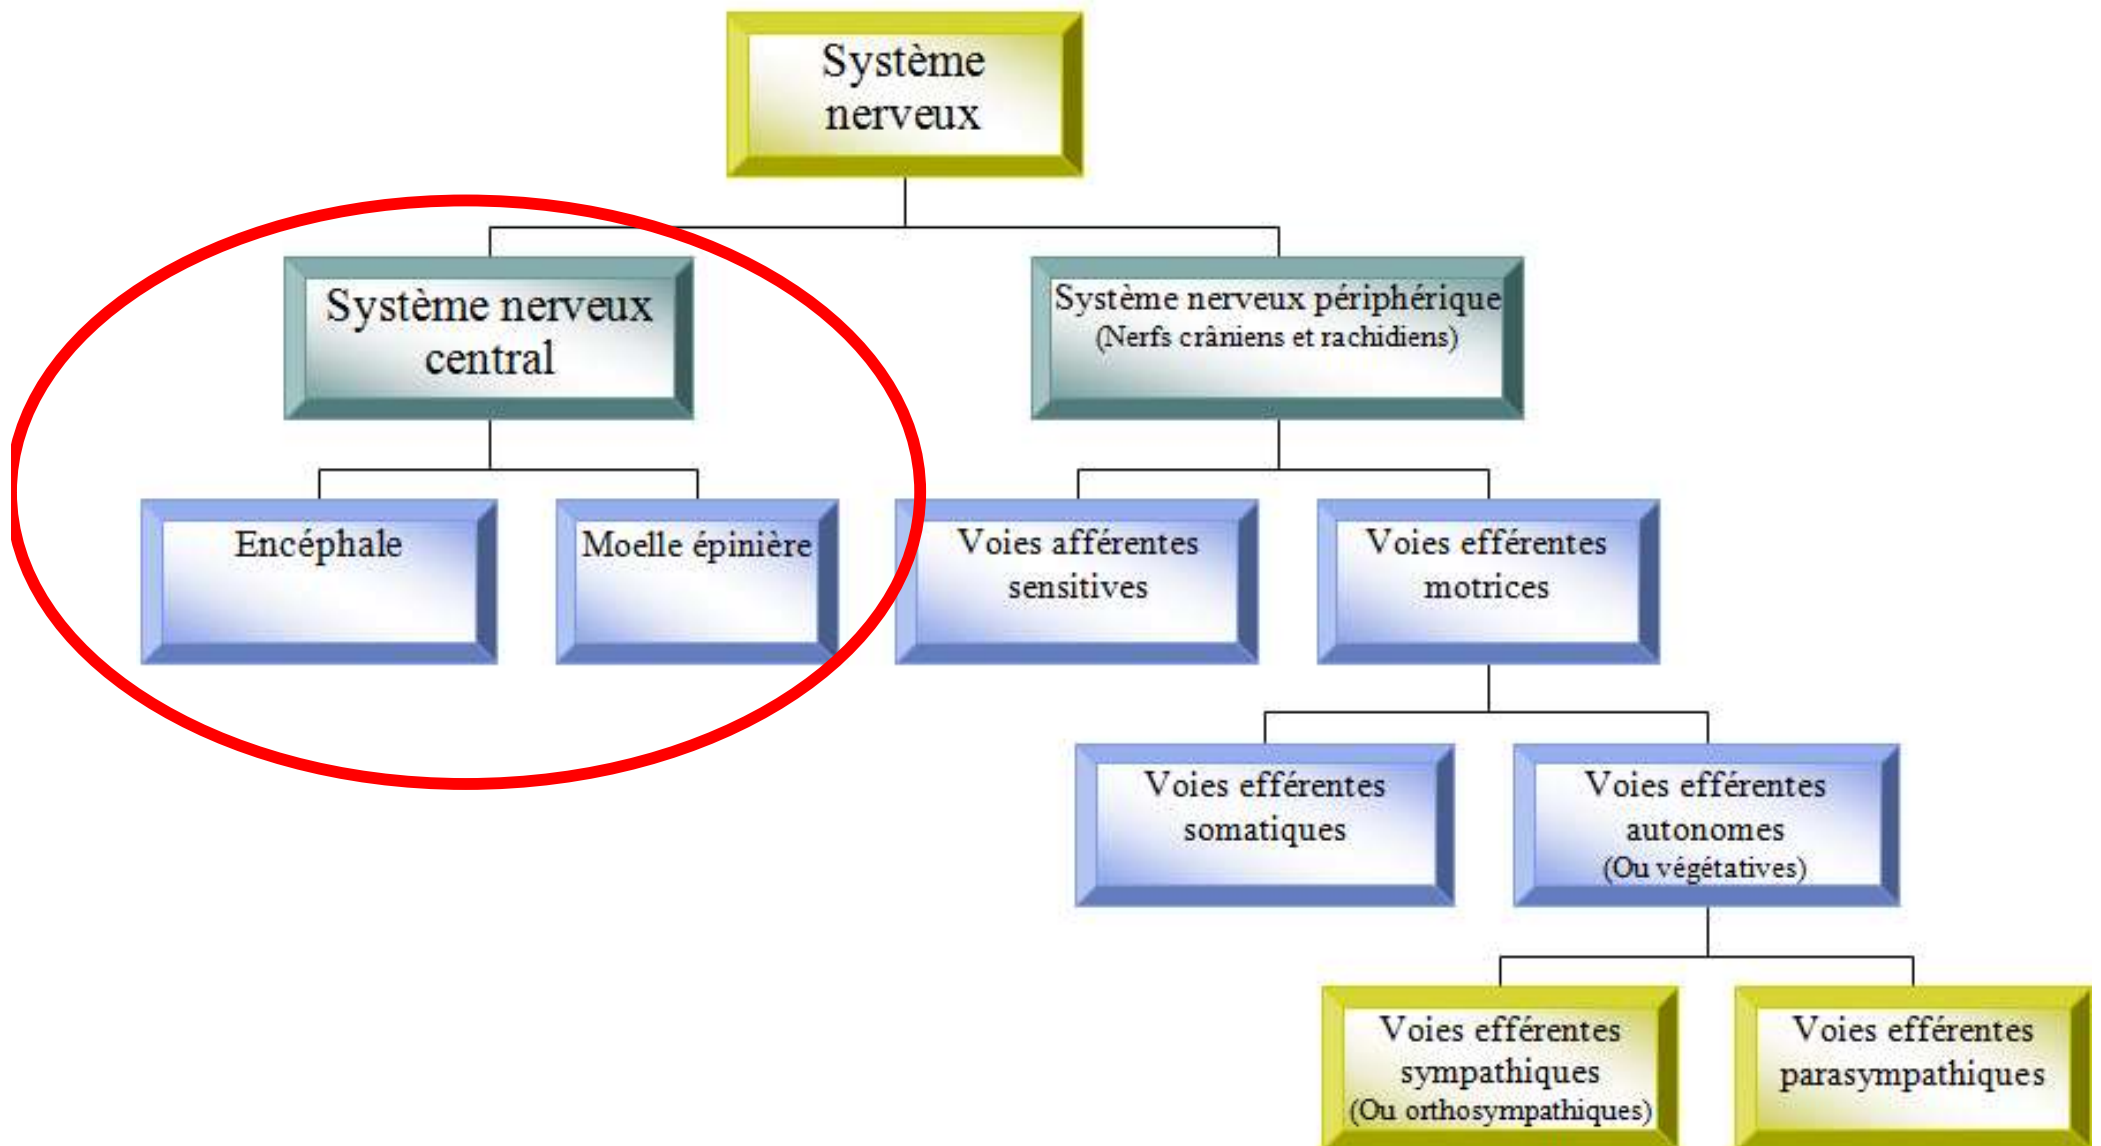 Système
nerveux
Système nerveux
central
Système nerveux périphérique
(Nerfs crâniens et rachidiens)
Encéphale
Moelle épinière
Voies afférentes
sensitives
Voies efférentes
motrices
Voies efférentes
somatiques
Voies efférentes
autonomes
(Ou végétatives)
Voies efférentes
sympathiques
(Ou orthosympathiques)
Voies efférentes
parasympathiques